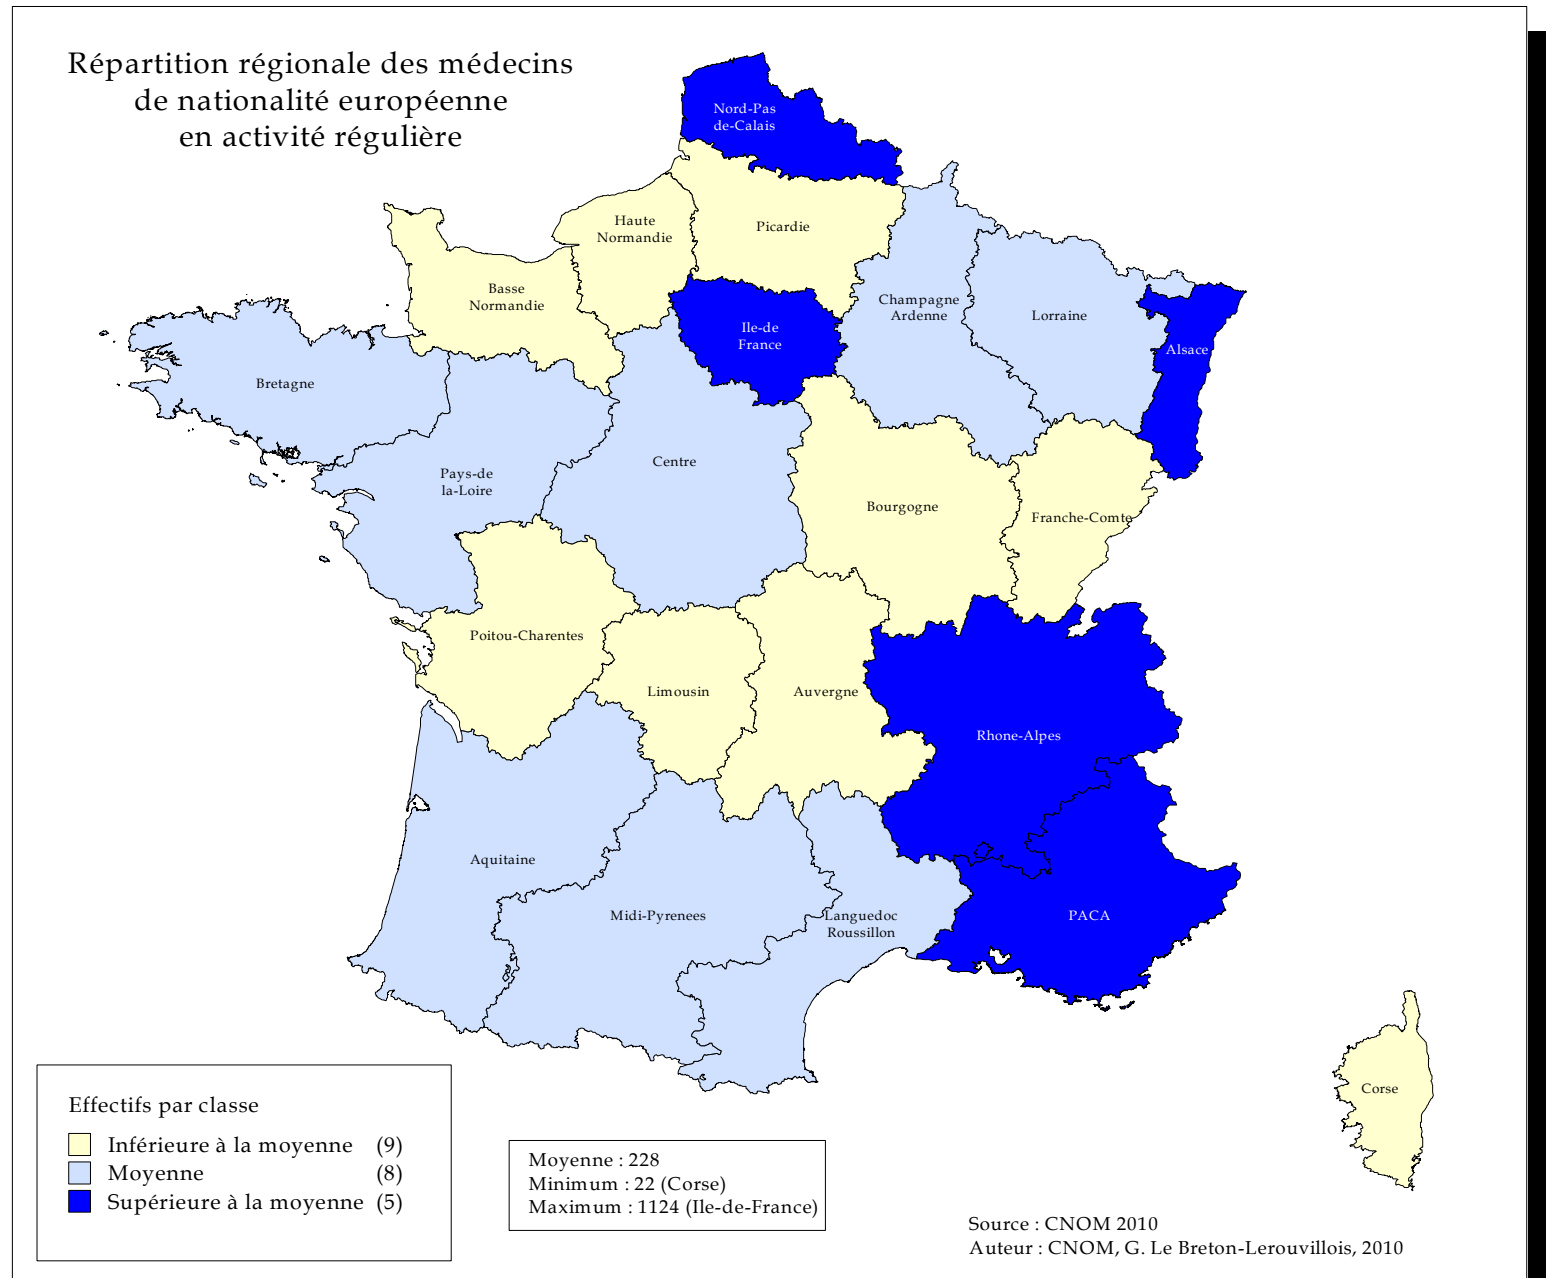 Répartition régionale des médecins
de nationalité européenne
en activité régulière
Nord-Pas
de-Calais
Haute
Normandie
Picardie
Basse
Normandie
Champagne
Ardenne
Lorraine
Ile-de
France
Alsace
Bretagne
Centre
Pays-de
la-Loire
Bourgogne
Franche-Comte
Poitou-Charentes
Limousin
Auvergne
Rhone-Alpes
Aquitaine
Midi-Pyrenees
Languedoc
Roussillon
PACA
Corse
Effectifs par classe
Inférieure à la moyenne (9)
Moyenne (8)
Supérieure à la moyenne (5)
Moyenne : 228
Minimum : 22 (Corse)
Maximum : 1124 (Ile-de-France)
Source : CNOM 2010
Auteur : CNOM, G. Le Breton-Lerouvillois, 2010